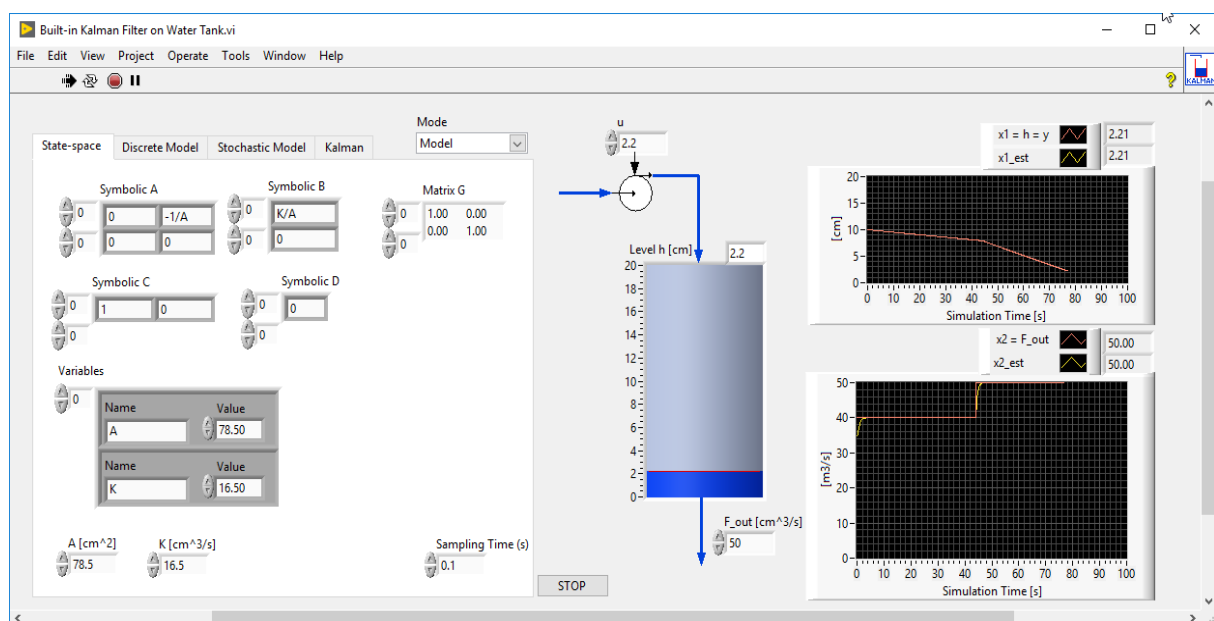 Built-in Kalman Filter on Water Tank.vi
File Edit View Project Operate Tools Window Help
KALMAN
Mode
Model
State-space Discrete Model Stochastic Model Kalman
Symbolic A
0 0 -1/A
0 0 0
Symbolic B
0 K/A
0 0
Matrix G
0 1.00 0.00
0 0.00 1.00
Symbolic C
0 1 0
0
Symbolic D
0 0
0
Variables
0
Name Value
A 78.50
Name Value
K 16.50
A [cm^2] K [cm^3/s]
78.5 16.5
Sampling Time (s)
0.1
STOP
u
2.2
Level h [cm] 2.2
20-
18-
16-
14-
12-
10-
8-
6-
4-
2-
0-
F_out [cm^3/s]
50
x1 = h = y 2.21
x1_est 2.21
[cm]
20-
15-
10-
5-
0-
0 10 20 30 40 50 60 70 80 90 100
Simulation Time [s]
x2 = F_out 50.00
x2_est 50.00
[m3/s]
50-
40-
30-
20-
10-
0-
0 10 20 30 40 50 60 70 80 90 100
Simulation Time [s]